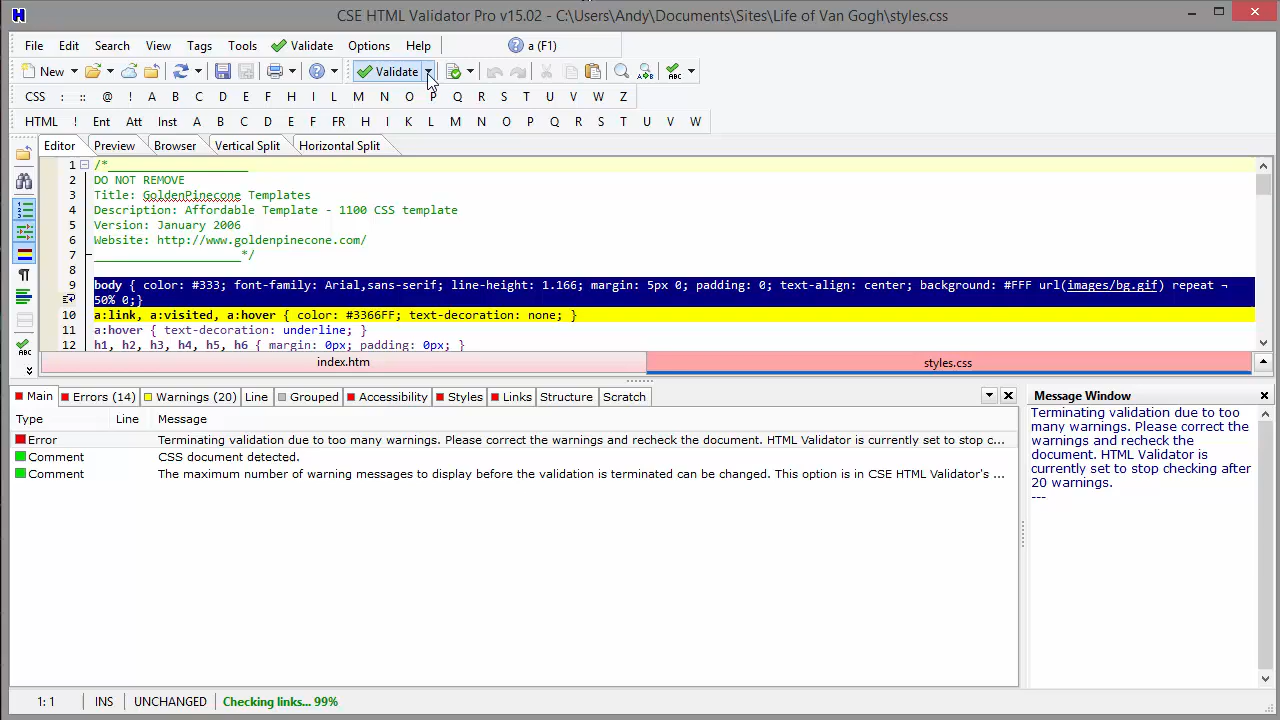 CSE HTML Validator Pro v15.02 - C:\Users\Andy\Documents\Sites\Life of Van Gogh\styles.css
File Edit Search View Tags Tools Validate Options Help a (F1)
New Validate
CSS : :: @ ! A B C D E F H I L M N O P Q R S T U V W Z
HTML ! Ent Att Inst A B C D E F FR H I K L M N O P Q R S T U V W
Editor Preview Browser Vertical Split Horizontal Split
1 /*______________________
2 DO NOT REMOVE
3 Title: GoldenPinecone Templates
4 Description: Affordable Template - 1100 CSS template
5 Version: January 2006
6 Website: http://www.goldenpinecone.com/
7 _____________________*/
8
9 body { color: #333; font-family: Arial,sans-serif; line-height: 1.166; margin: 5px 0; padding: 0; text-align: center; background: #FFF url(images/bg.gif) repeat ¬
50% 0;}
10 a:link, a:visited, a:hover { color: #3366FF; text-decoration: none; }
11 a:hover { text-decoration: underline; }
12 h1, h2, h3, h4, h5, h6 { margin: 0px; padding: 0px; }
index.htm styles.css
Main Errors (14) Warnings (20) Line Grouped Accessibility Styles Links Structure Scratch
Type Line Message
Error Terminating validation due to too many warnings. Please correct the warnings and recheck the document. HTML Validator is currently set to stop c...
Comment CSS document detected.
Comment The maximum number of warning messages to display before the validation is terminated can be changed. This option is in CSE HTML Validator's ...
Message Window
Terminating validation due to too
many warnings. Please correct the
warnings and recheck the
document. HTML Validator is
currently set to stop checking after
20 warnings.
---
1: 1 INS UNCHANGED Checking links... 99%